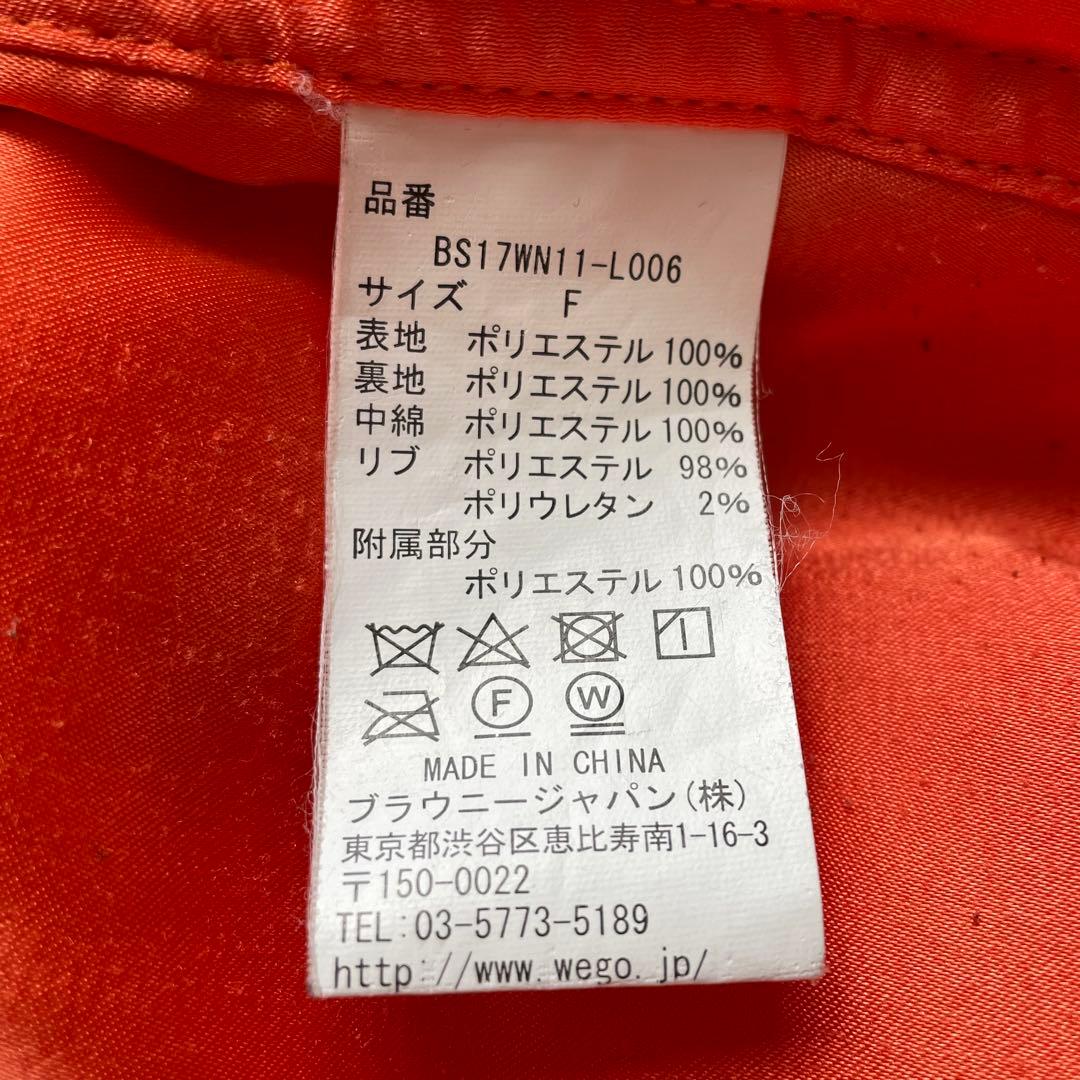 品番
BS17WN11-L006
サイズ F
表地 ポリエステル 100%
裏地 ポリエステル 100%
中綿 ポリエステル 100%
リブ ポリエステル 98%
ポリウレタン 2%
附属部分
ポリエステル 100%
F W
MADE IN CHINA
ブラウニージャパン(株)
東京都渋谷区恵比寿南1-16-3
〒150-0022
TEL:03-5773-5189
http://www.wego.jp/